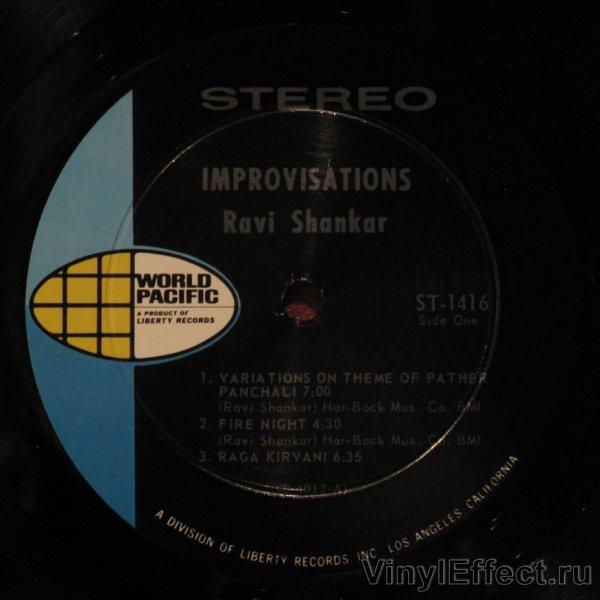 STEREO
IMPROVISATIONS
Ravi Shankar
WORLD
PACIFIC
A PRODUCT OF
LIBERTY RECORDS
ST-1416
Side One
1. VARIATIONS ON THEME OF PATHER
PANCHALI 7:00
(Ravi Shankar) Har-Bock Mus. Co. BMI
2. FIRE NIGHT 4:30
(Ravi Shankar) Har-Bock Mus. Co. BMI
3. RAGA KIRVANI 6:35
A DIVISION OF LIBERTY RECORDS INC. LOS ANGELES, CALIFORNIA
VinylEffect.ru